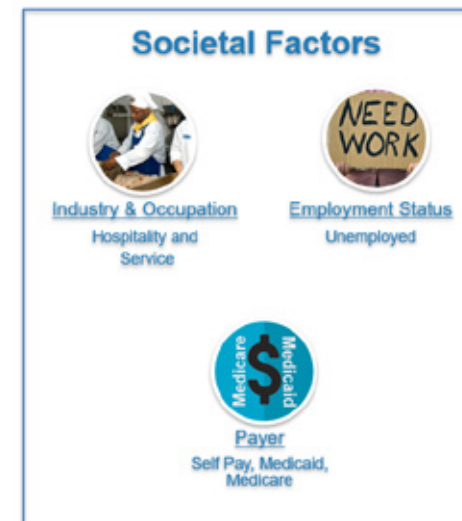 Societal Factors
NEED
WORK
Industry & Occupation
Hospitality and
Service
Employment Status
Unemployed
Medicare
$
Medicaid
Payer
Self Pay, Medicaid,
Medicare